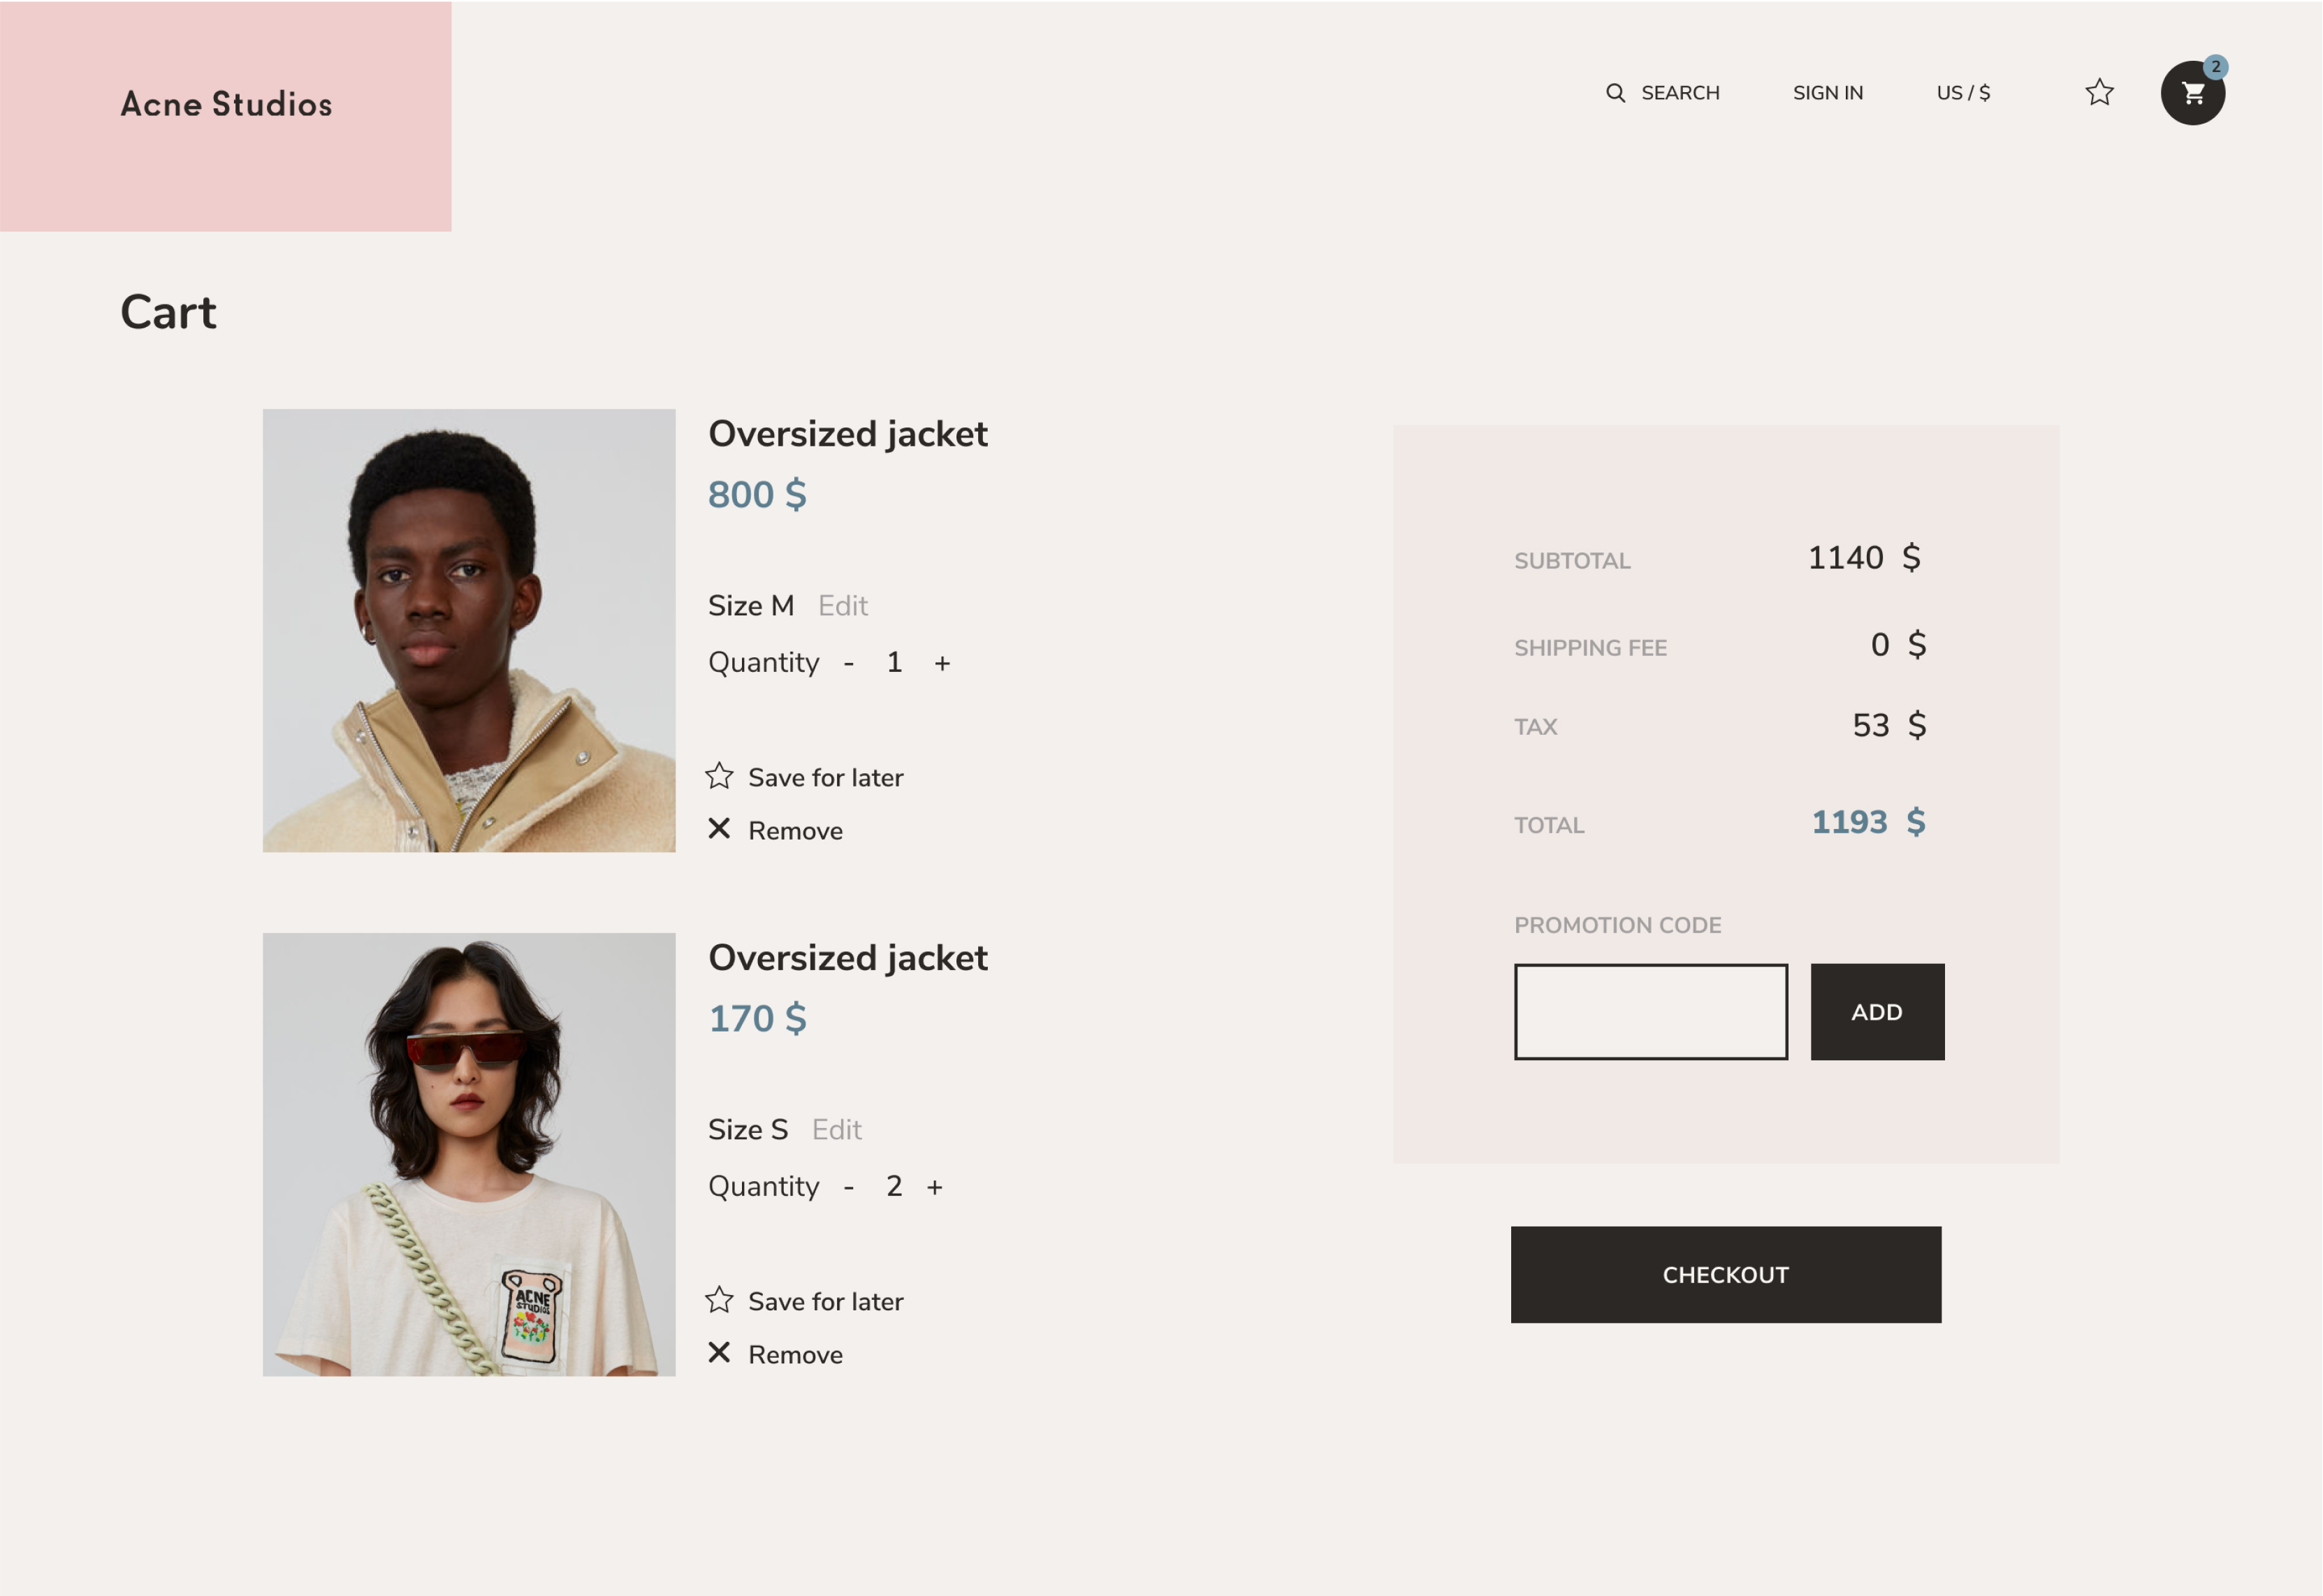 Acne Studios
SEARCH SIGN IN US / $ 2
Cart
Oversized jacket
800 $
Size M Edit
Quantity - 1 +
Save for later
Remove
Oversized jacket
170 $
Size S Edit
Quantity - 2 +
Save for later
Remove
ACNE
STUDIOS
SUBTOTAL 1140 $
SHIPPING FEE 0 $
TAX 53 $
TOTAL 1193 $
PROMOTION CODE
ADD
CHECKOUT